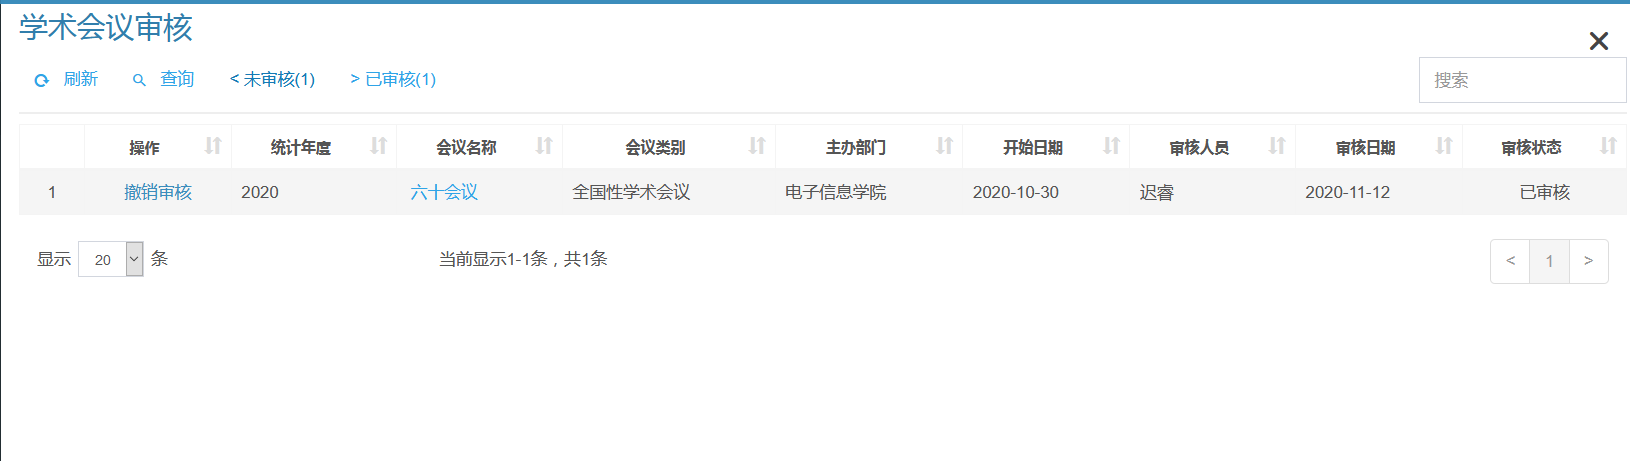 学术会议审核
刷新 查询 < 未审核(1) > 已审核(1) 搜索
操作 统计年度 会议名称 会议类别 主办部门 开始日期 审核人员 审核日期 审核状态
1 撤销审核 2020 六十会议 全国性学术会议 电子信息学院 2020-10-30 迟睿 2020-11-12 已审核
显示 20 条 当前显示1-1条，共1条 < 1 >